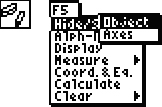 F5
Hide/ Object
Alph- Axes
Display
Measure ▶
Coord. & Eq.
Calculate
Clear ▶